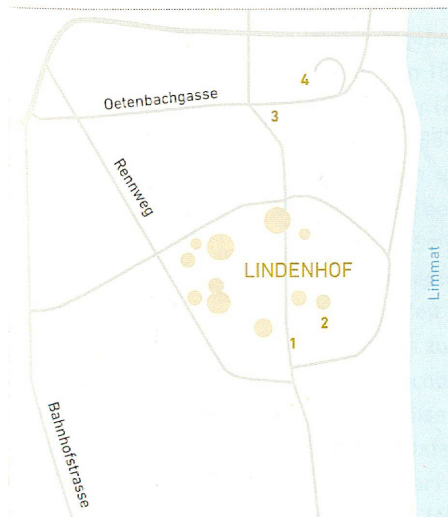 4
Oetenbachgasse
3
Rennweg
LINDENHOF
Limmat
2
1
Bahnhofstrasse